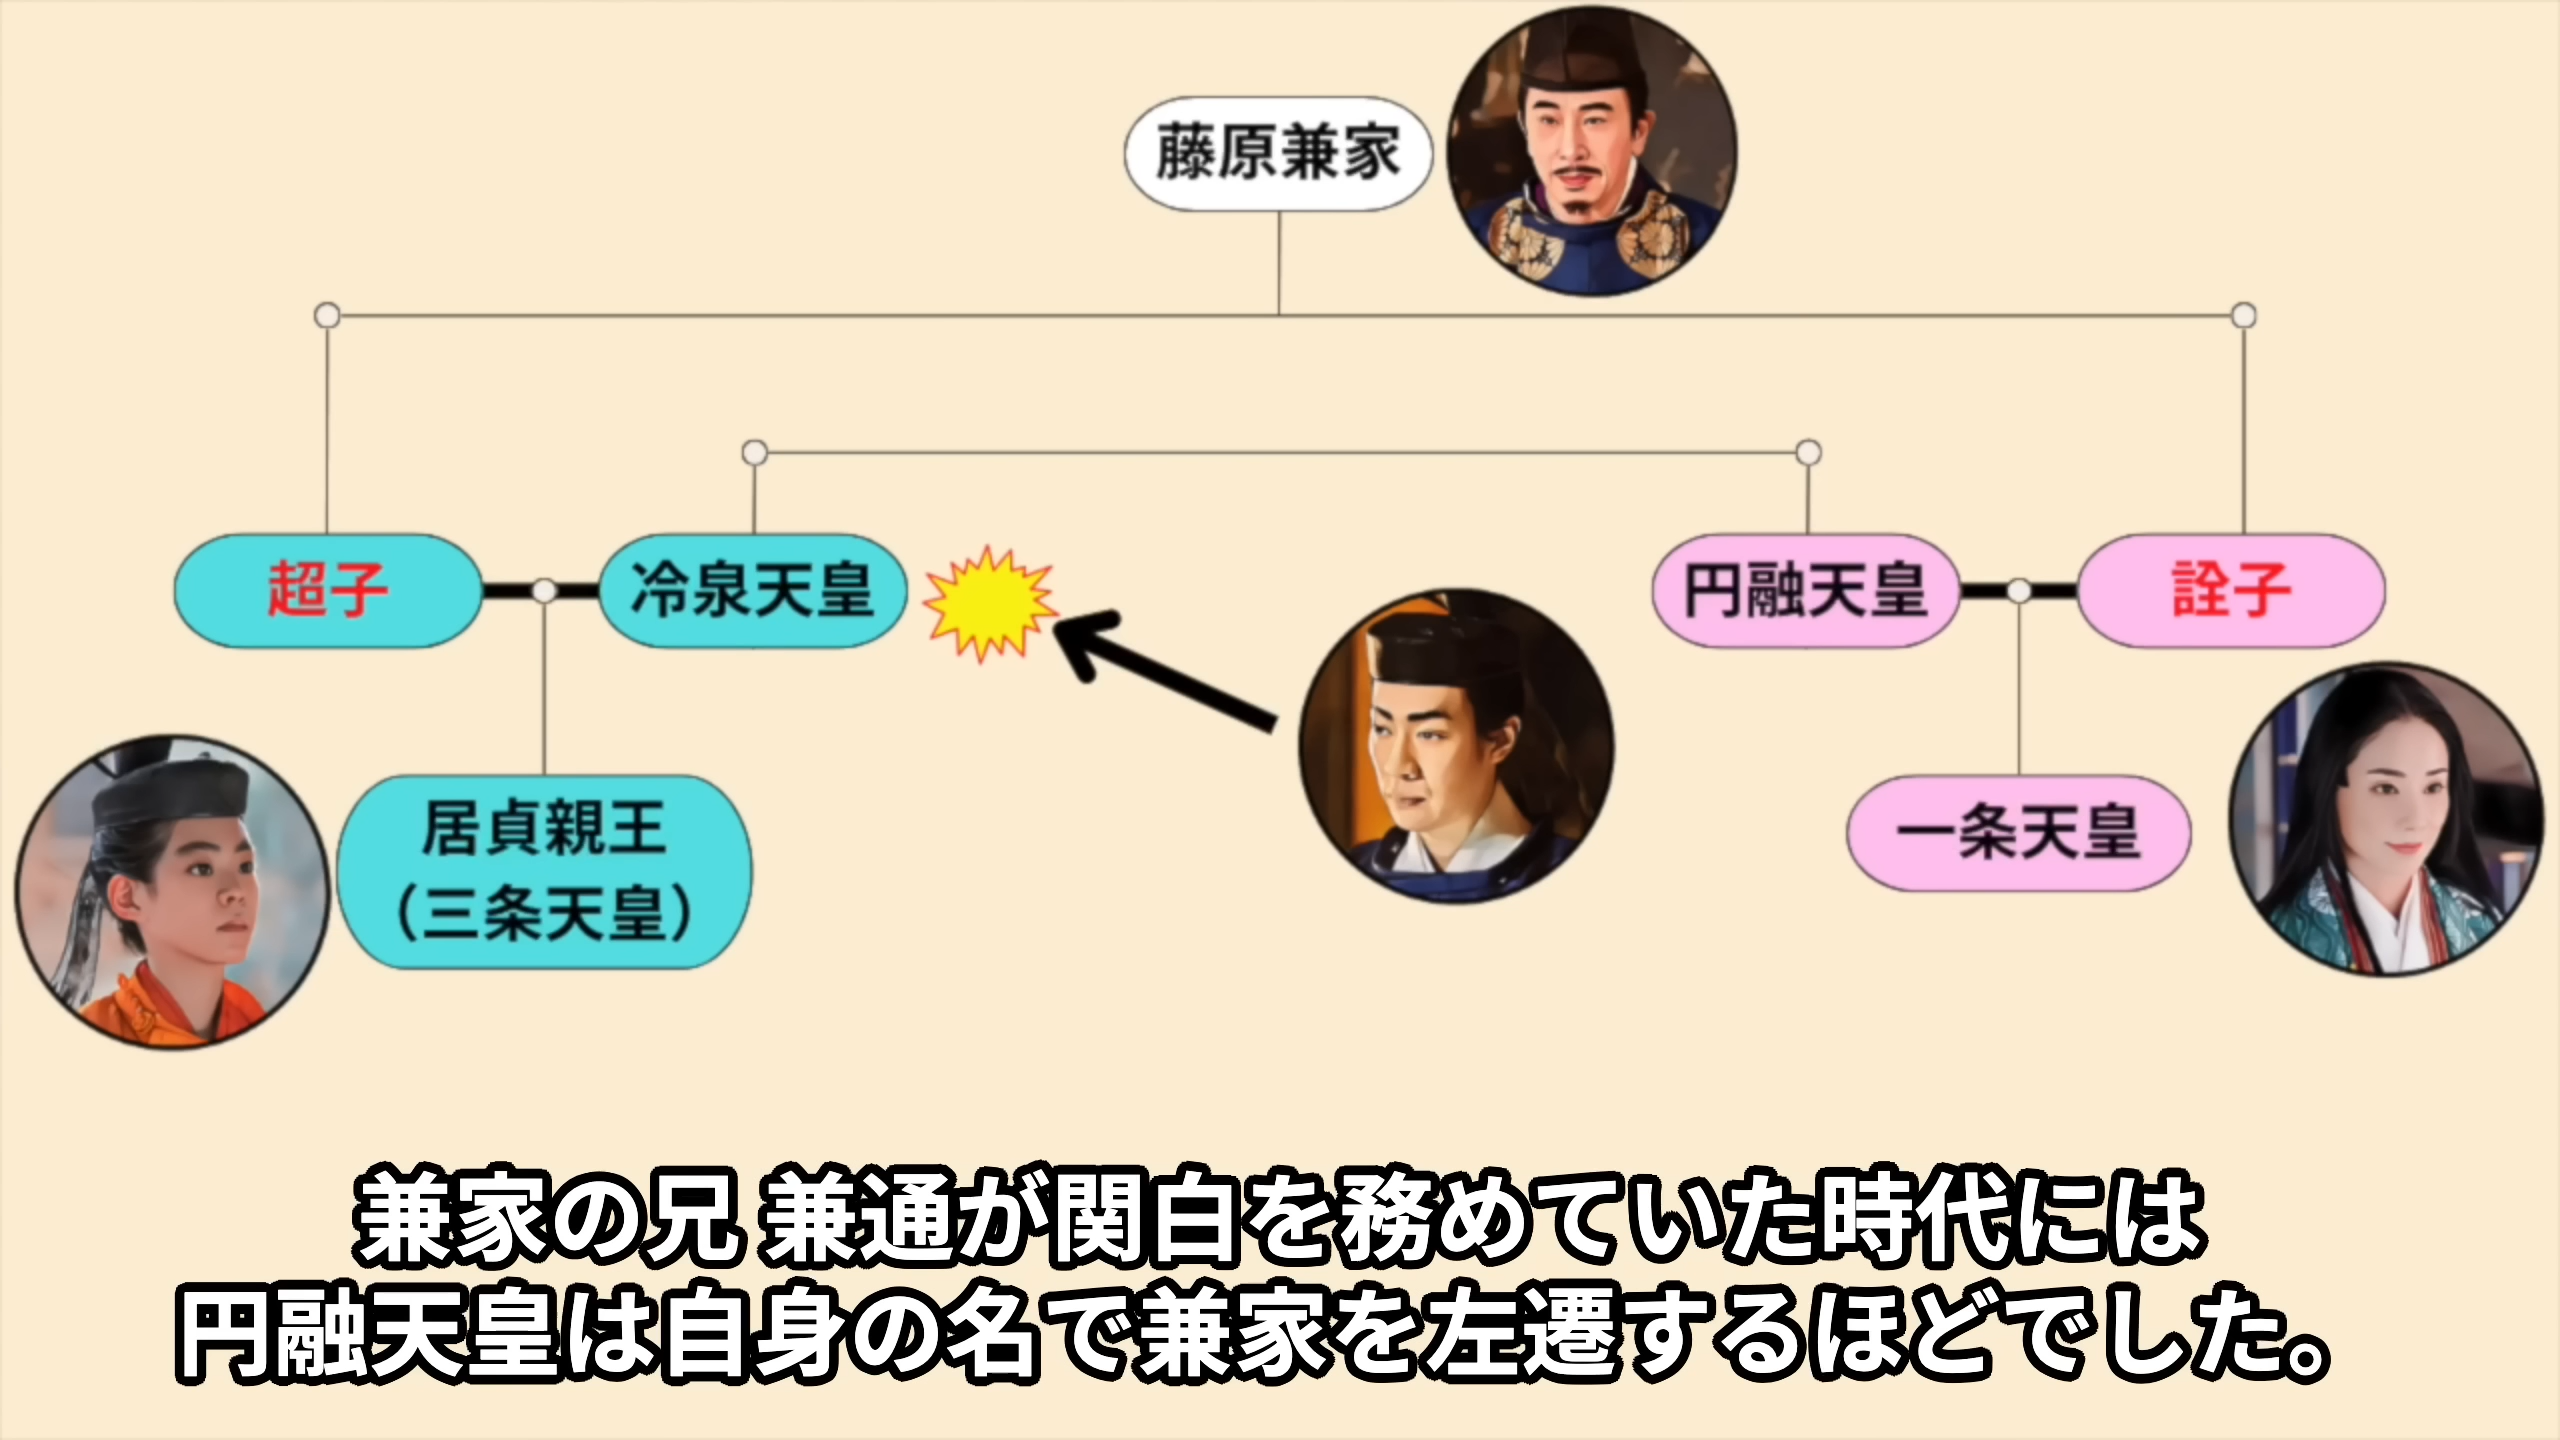 藤原兼家
超子
冷泉天皇
円融天皇
詮子
居貞親王
（三条天皇）
一条天皇
兼家の兄 兼通が関白を務めていた時代には
円融天皇は自身の名で兼家を左遷するほどでした。